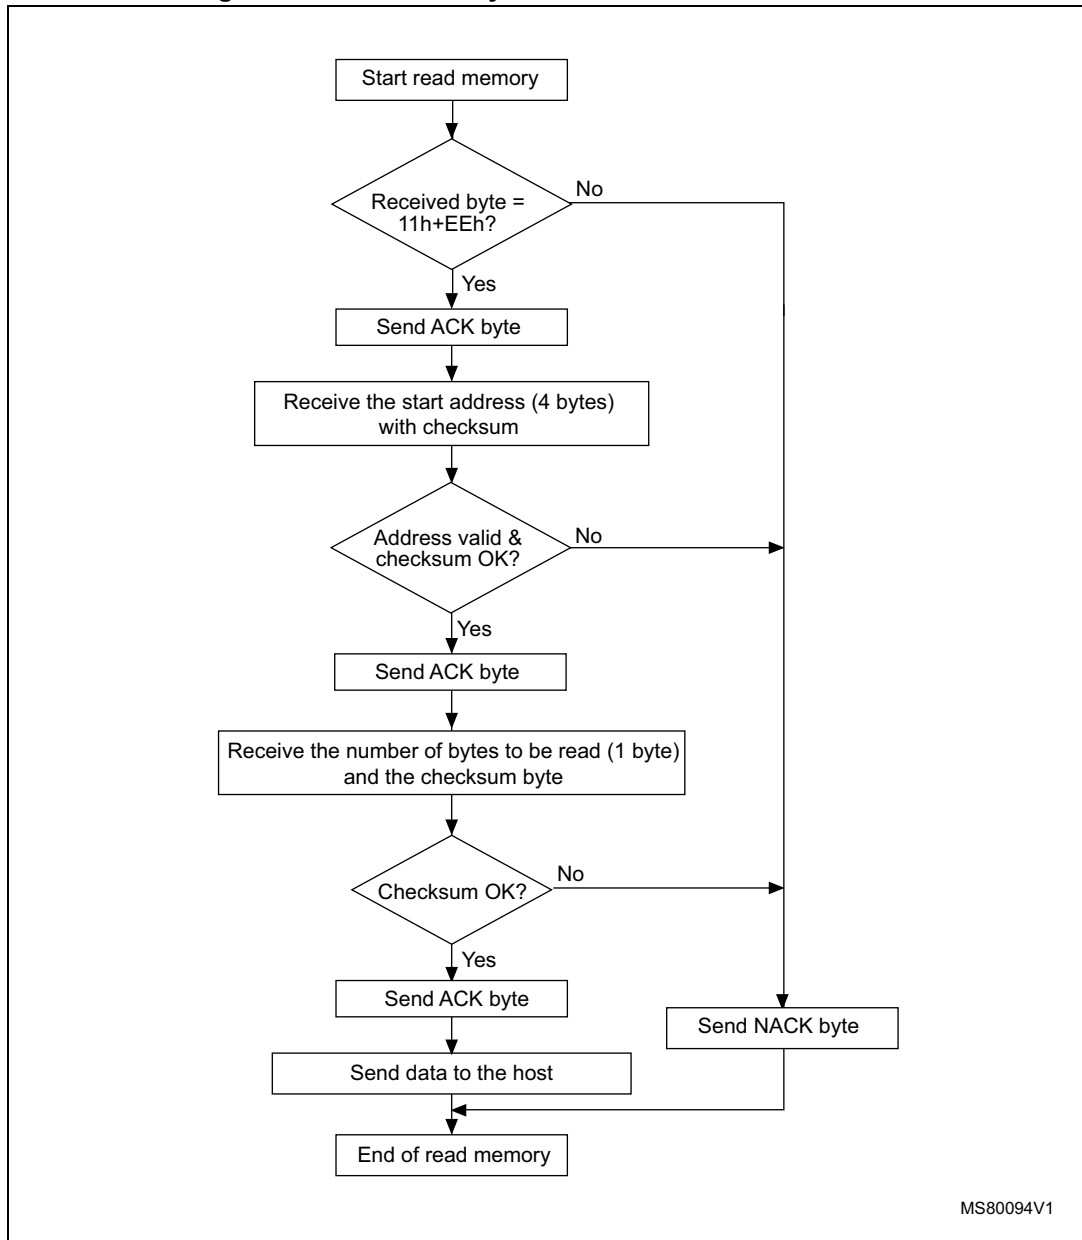 Start read memory
Received byte =
11h+EEh?
No
Yes
Send ACK byte
Receive the start address (4 bytes)
with checksum
Address valid &
checksum OK?
No
Yes
Send ACK byte
Receive the number of bytes to be read (1 byte)
and the checksum byte
Checksum OK?
No
Yes
Send ACK byte
Send NACK byte
Send data to the host
End of read memory
MS80094V1